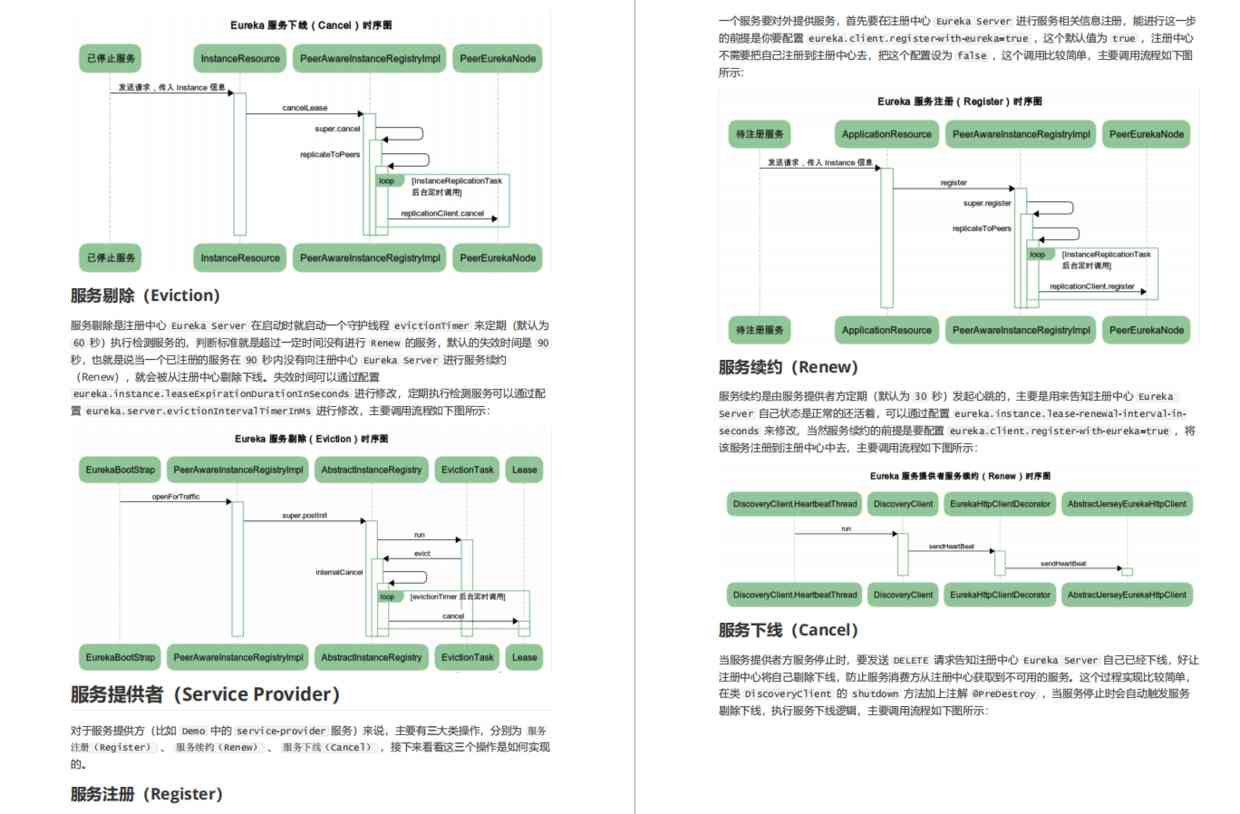 Eureka 服务下线（Cancel）时序图
已停止服务 InstanceResource PeerAwareInstanceRegistryImpl PeerEurekaNode
发送请求，传入 Instance 信息
cancelLease
super.cancel
replicateToPeers
loop [InstanceReplicationTask
后台定时调用]
replicationClient.cancel
已停止服务 InstanceResource PeerAwareInstanceRegistryImpl PeerEurekaNode
服务剔除（Eviction）
服务剔除是注册中心 Eureka Server 在启动时就启动一个守护线程 evictionTimer 来定期（默认为
60 秒）执行检测服务的，判断标准就是超过一定时间没有进行 Renew 的服务，默认的失效时间是 90
秒，也就是说当一个已注册的服务在 90 秒内没有向注册中心 Eureka Server 进行服务续约
（Renew），就会被从注册中心剔除下线。失效时间可以通过配置
eureka.instance.leaseExpirationDurationInSeconds 进行修改，定期执行检测服务可以通过配
置 eureka.server.evictionIntervalTimerInMs 进行修改，主要调用流程如下图所示：
Eureka 服务剔除（Eviction）时序图
EurekaBootStrap PeerAwareInstanceRegistryImpl AbstractInstanceRegistry EvictionTask Lease
openForTraffic
super.postInit
run
evict
internalCancel
loop [evictionTimer 后台定时调用]
cancel
EurekaBootStrap PeerAwareInstanceRegistryImpl AbstractInstanceRegistry EvictionTask Lease
服务提供者（Service Provider）
对于服务提供方（比如 Demo 中的 service-provider 服务）来说，主要有三大类操作，分别为 服务
注册（Register） 、 服务续约（Renew） 、 服务下线（Cancel） ，接下来看看这三个操作是如何实现
的。
服务注册（Register）
一个服务要对外提供服务，首先要在注册中心 Eureka Server 进行服务相关信息注册，能进行这一步
的前提是你要配置 eureka.client.register-with-eureka=true ，这个默认值为 true ，注册中心
不需要把自己注册到注册中心去，把这个配置设为 false ，这个调用比较简单，主要调用流程如下图
所示：
Eureka 服务注册（Register）时序图
待注册服务 ApplicationResource PeerAwareInstanceRegistryImpl PeerEurekaNode
发送请求，传入 Instance 信息
register
super.register
replicateToPeers
loop [InstanceReplicationTask
后台定时调用]
replicationClient.register
待注册服务 ApplicationResource PeerAwareInstanceRegistryImpl PeerEurekaNode
服务续约（Renew）
服务续约是由服务提供者方定期（默认为 30 秒）发起心跳的，主要是用来告知注册中心 Eureka
Server 自己状态是正常的还活着，可以通过配置 eureka.instance.lease-renewal-interval-in-
seconds 来修改，当然服务续约的前提是要配置 eureka.client.register-with-eureka=true ，将
该服务注册到注册中心中去，主要调用流程如下图所示：
Eureka 服务提供者服务续约（Renew）时序图
DiscoveryClient.HeartbeatThread DiscoveryClient EurekaHttpClientDecorator AbstractJerseyEurekaHttpClient
run
sendHeartBeat
sendHeartBeat
DiscoveryClient.HeartbeatThread DiscoveryClient EurekaHttpClientDecorator AbstractJerseyEurekaHttpClient
服务下线（Cancel）
当服务提供者方服务停止时，要发送 DELETE 请求告知注册中心 Eureka Server 自己已经下线，好让
注册中心将自己剔除下线，防止服务消费方从注册中心获取到不可用的服务。这个过程实现比较简单，
在类 DiscoveryClient 的 shutdown 方法加上注解 @PreDestroy ，当服务停止时会自动触发服务
剔除下线，执行服务下线逻辑，主要调用流程如下图所示：